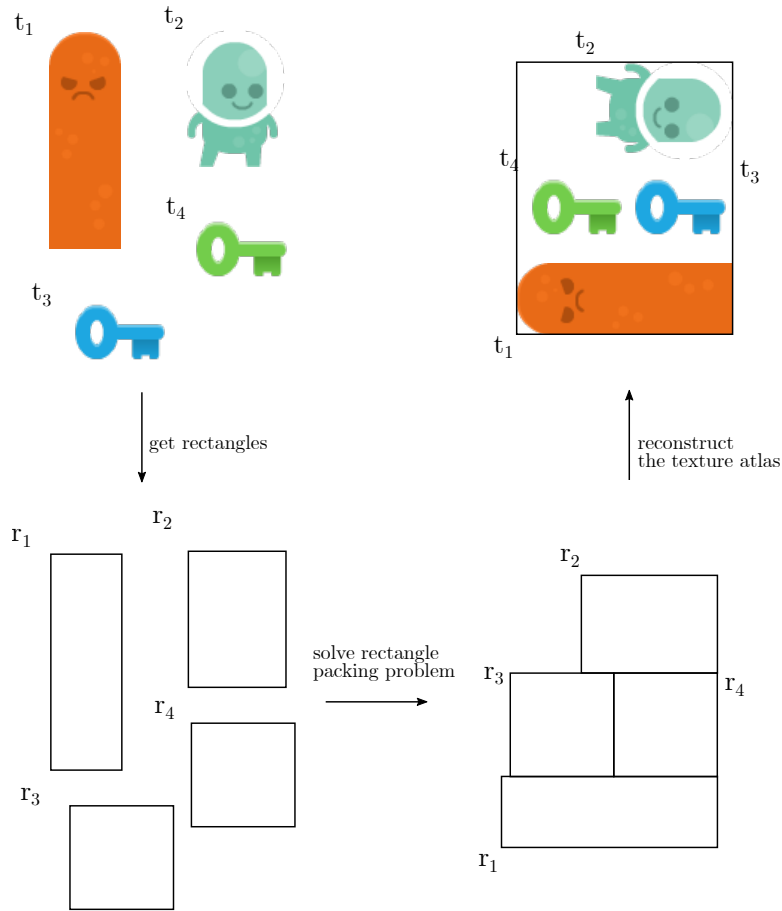 t₁
t₂
t₄
t₃
get rectangles
r₁
r₂
r₄
r₃
solve rectangle
packing problem
t₂
t₄
t₃
t₁
reconstruct
the texture atlas
r₂
r₃
r₄
r₁